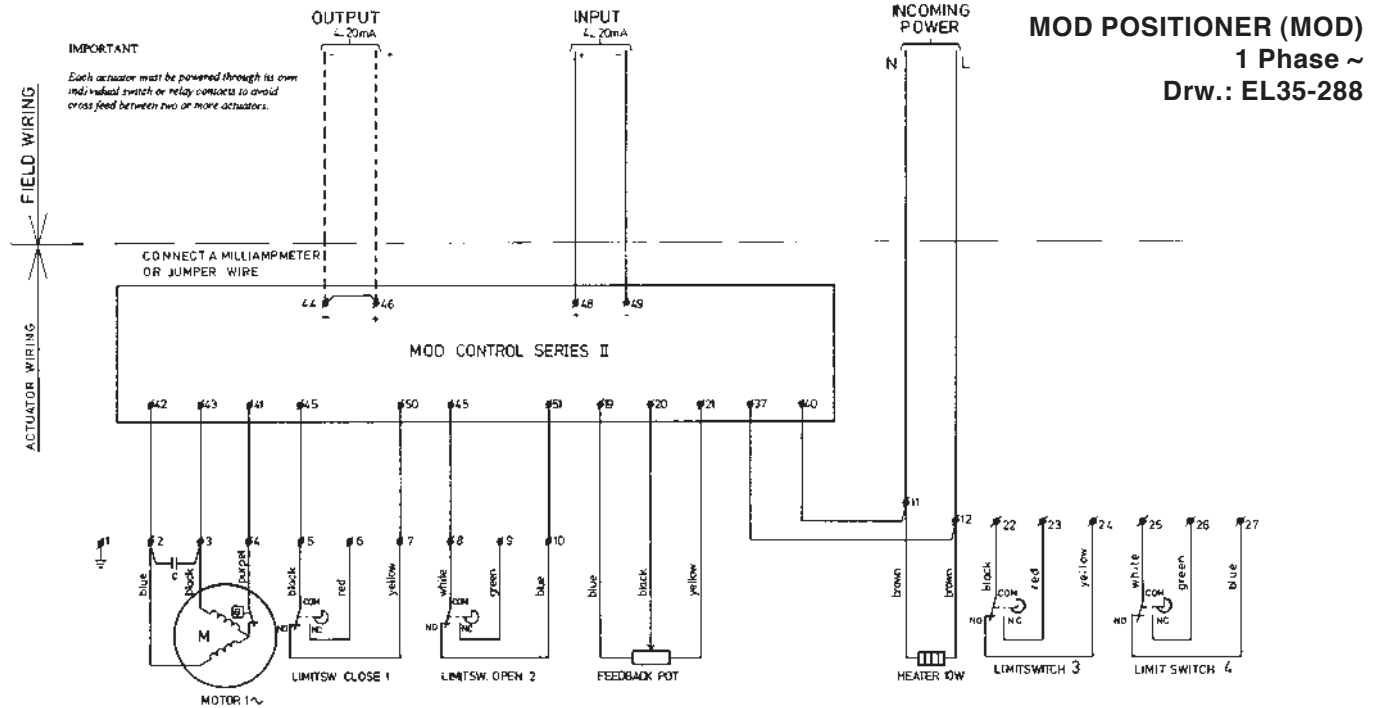 OUTPUT
4-20mA
- +
INPUT
4-20mA
+ -
INCOMING
POWER
N L
MOD POSITIONER (MOD)
1 Phase ~
Drw.: EL35-288
IMPORTANT
Each actuator must be powered through its own
individual switch or relay contacts to avoid
cross feed between two or more actuators.
FIELD WIRING
ACTUATOR WIRING
CONNECT A MILLIAMPMETER
OR JUMPER WIRE
44 46 48 49
- + + -
MOD CONTROL SERIES II
42 43 41 45 50 45 51 19 20 21 37 40
11
12 22 23 24 25 26 27
1 2 3 4 5 6 7 8 9 10
C
blue black purpel black red yellow white green blue blue black yellow brown brown black red yellow white green blue
COM COM COM COM
NO NC NO NC NO NC NO NC
M
MOTOR 1~
LIMITSW. CLOSE 1
LIMITSW. OPEN 2
FEEDBACK POT
HEATER 10W
LIMITSWITCH 3
LIMIT SWITCH 4